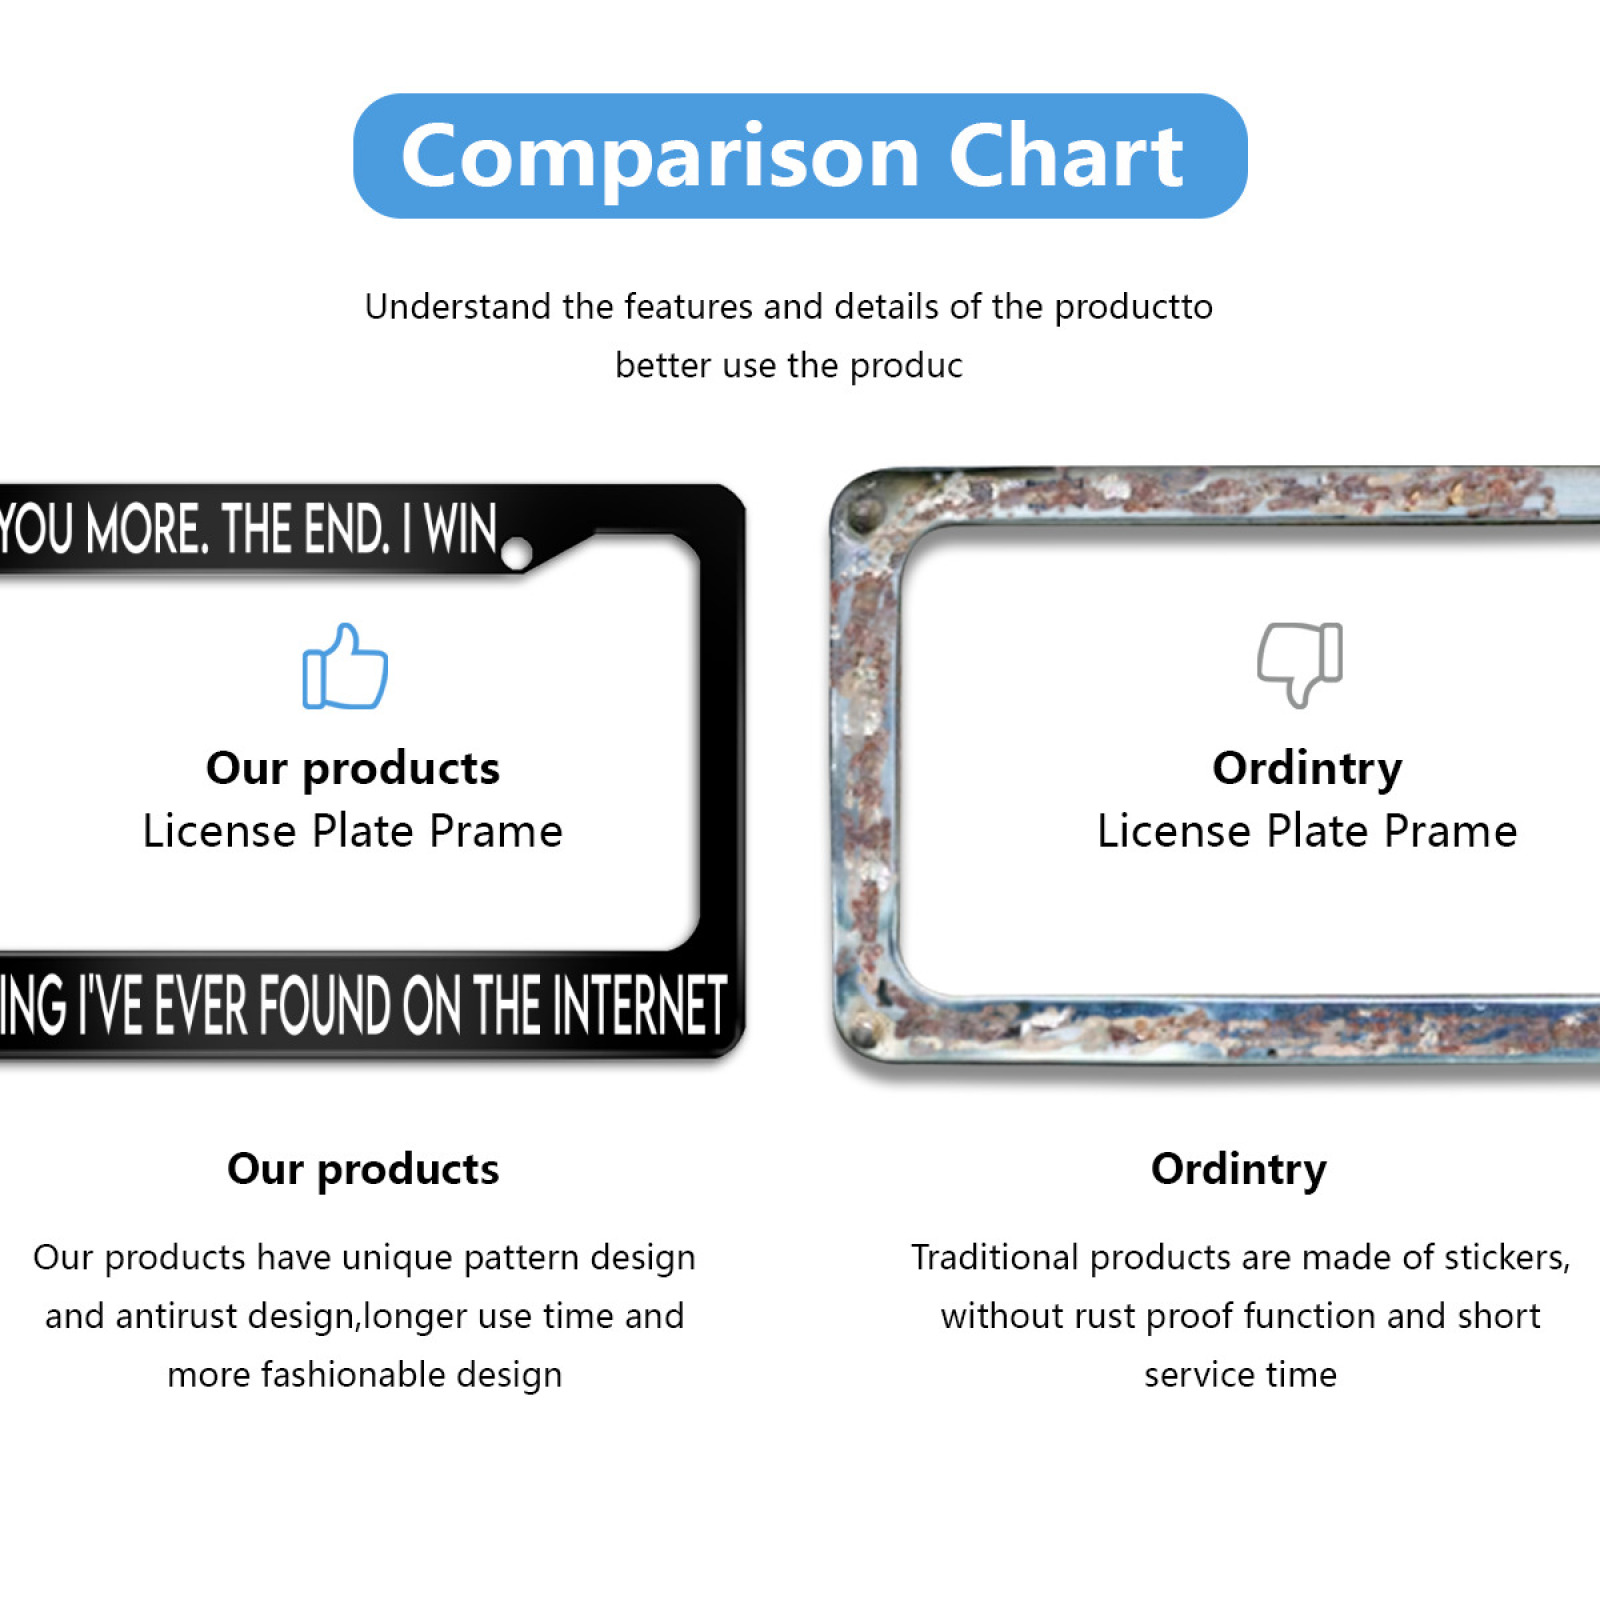 Comparison Chart
Understand the features and details of the productto
better use the produc
YOU MORE. THE END. I WIN
Our products
License Plate Prame
ING I'VE EVER FOUND ON THE INTERNET
Ordintry
License Plate Prame
Our products
Our products have unique pattern design
and antirust design,longer use time and
more fashionable design
Ordintry
Traditional products are made of stickers,
without rust proof function and short
service time